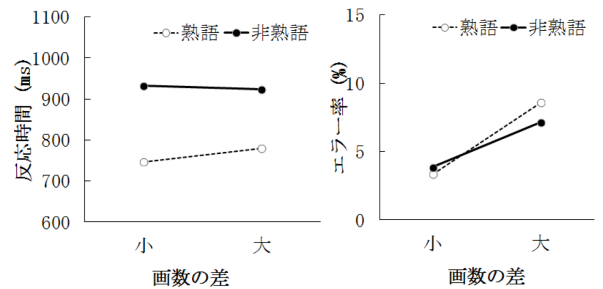 熟語 非熟語
1100
1000
900
800
700
600
反応時間 (ms)
小 大
画数の差
熟語 非熟語
15
10
5
0
エラー率 (%)
小 大
画数の差